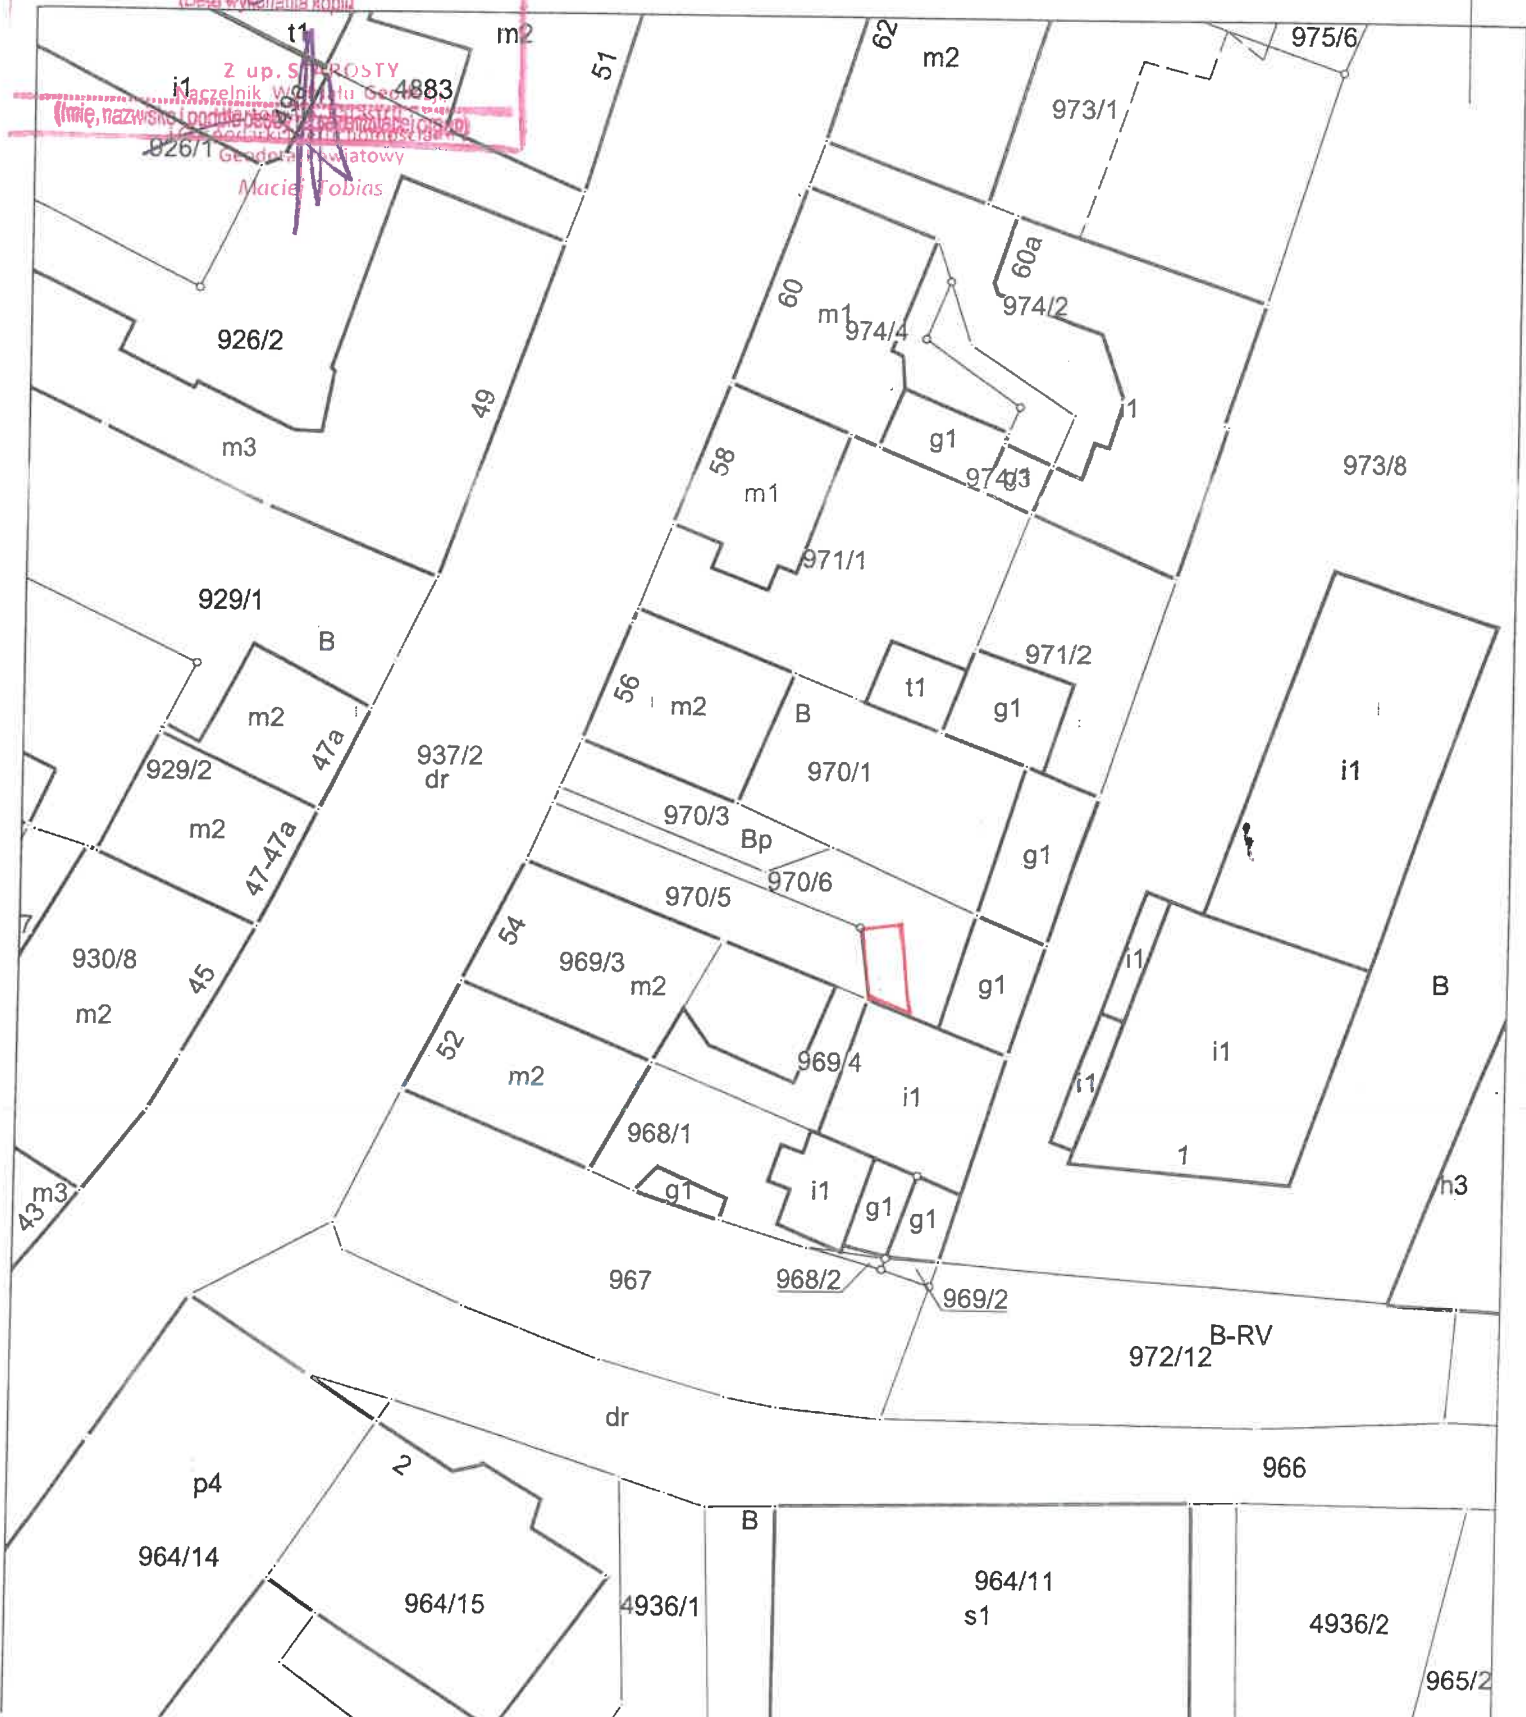 t1
m2
51
62
m2
975/6
Z up. STAROSTY
i1
4883
973/1
926/1
Geodeta Powiatowy
Maciej Tobias
60a
60
974/2
m1
974/4
926/2
49
1
m3
g1
58
973/8
m1
974/3
g1
971/1
929/1
B
971/2
t1
56
m2
B
g1
m2
47a
937/2
dr
929/2
970/1
i1
970/3
m2
Bp
47-47a
g1
970/6
970/5
7
54
930/8
969/3
i1
45
m2
g1
B
m2
52
i1
969/4
m2
i1
i1
968/1
1
m3
43
g1
i1
g1
g1
h3
967
968/2
969/2
B-RV
972/12
dr
2
966
p4
B
964/14
964/11
964/15
4936/1
s1
4936/2
965/2